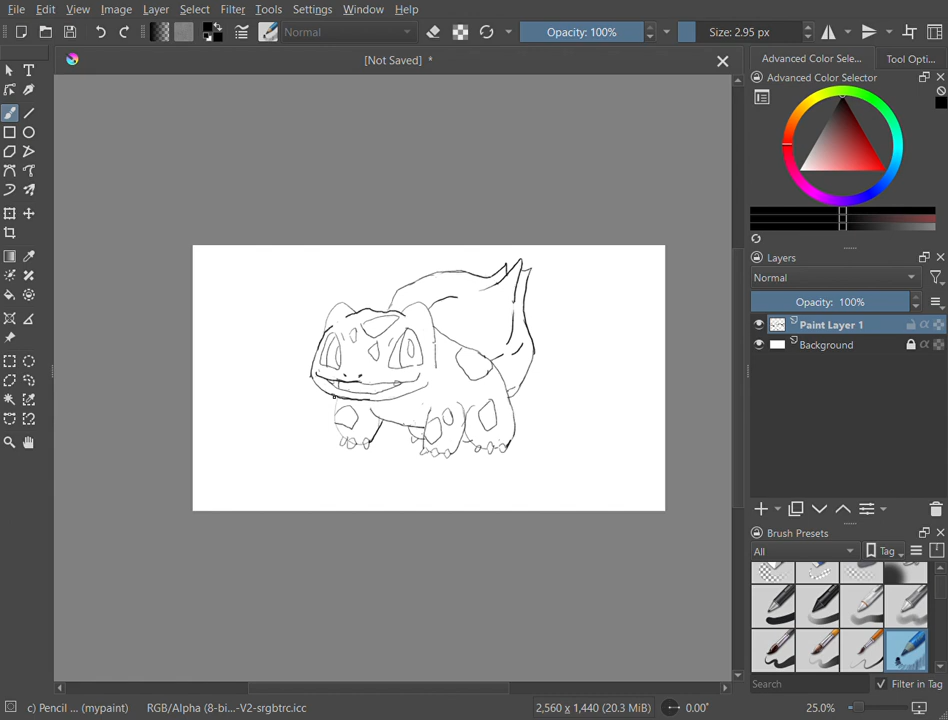 File Edit View Image Layer Select Filter Tools Settings Window Help
Normal Opacity: 100% Size: 2.95 px
[Not Saved] *
Advanced Color Sele... Tool Opti...
Advanced Color Selector
Layers
Normal
Opacity: 100%
Paint Layer 1
Background
Brush Presets
All Tag
Search Filter in Tag
c) Pencil ... (mypaint) RGB/Alpha (8-bi...-V2-srgbtrc.icc 2,560 x 1,440 (20.3 MiB) 0.00° 25.0%